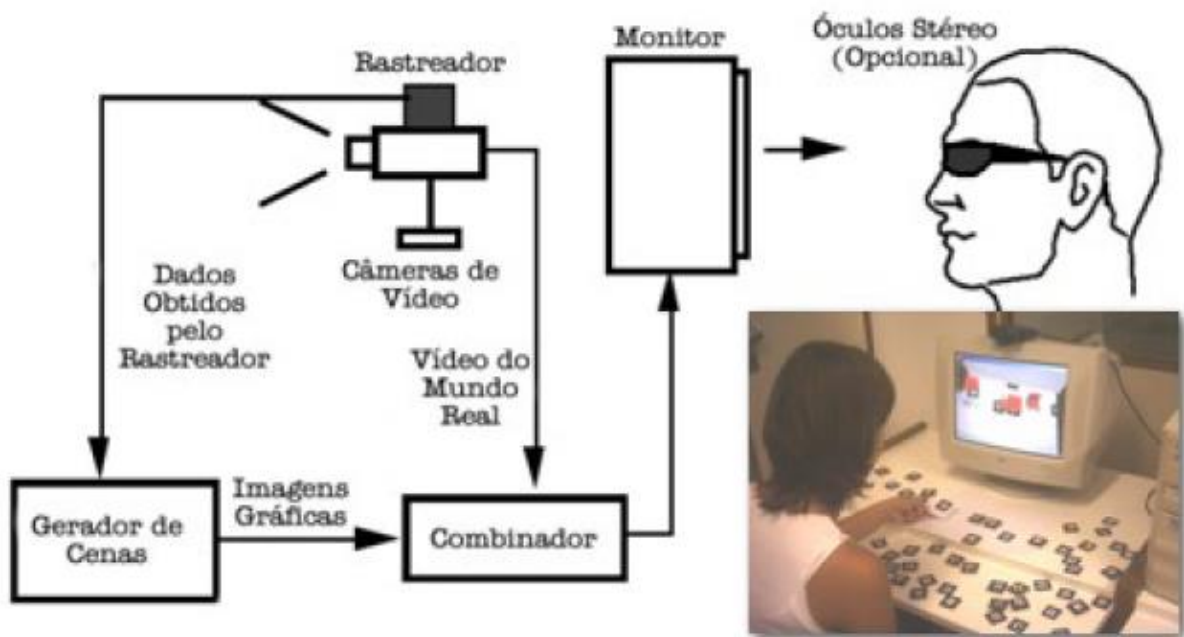 Rastreador
Monitor
Óculos Stéreo
(Opcional)
Câmeras de
Vídeo
Dados
Obtidos
pelo
Rastreador
Vídeo do
Mundo
Real
Gerador de
Cenas
Imagens
Gráficas
Combinador